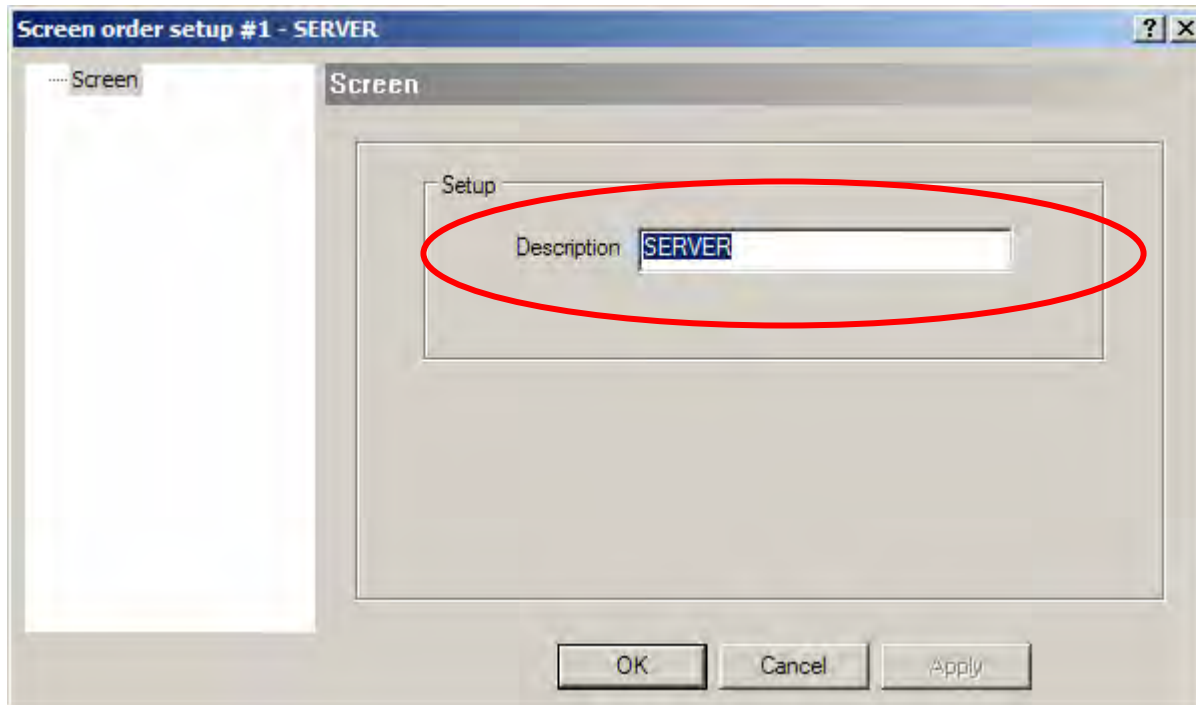 Screen order setup #1 - SERVER
? X
Screen
Screen
Setup
Description SERVER
OK Cancel Apply